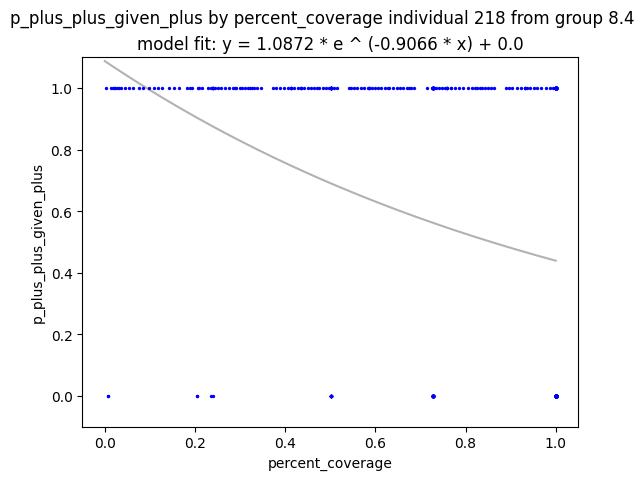 p_plus_plus_given_plus by percent_coverage individual 218 from group 8.4
model fit: y = 1.0872 * e ^ (-0.9066 * x) + 0.0
1.0
0.8
0.6
0.4
0.2
0.0
p_plus_plus_given_plus
0.0 0.2 0.4 0.6 0.8 1.0
percent_coverage